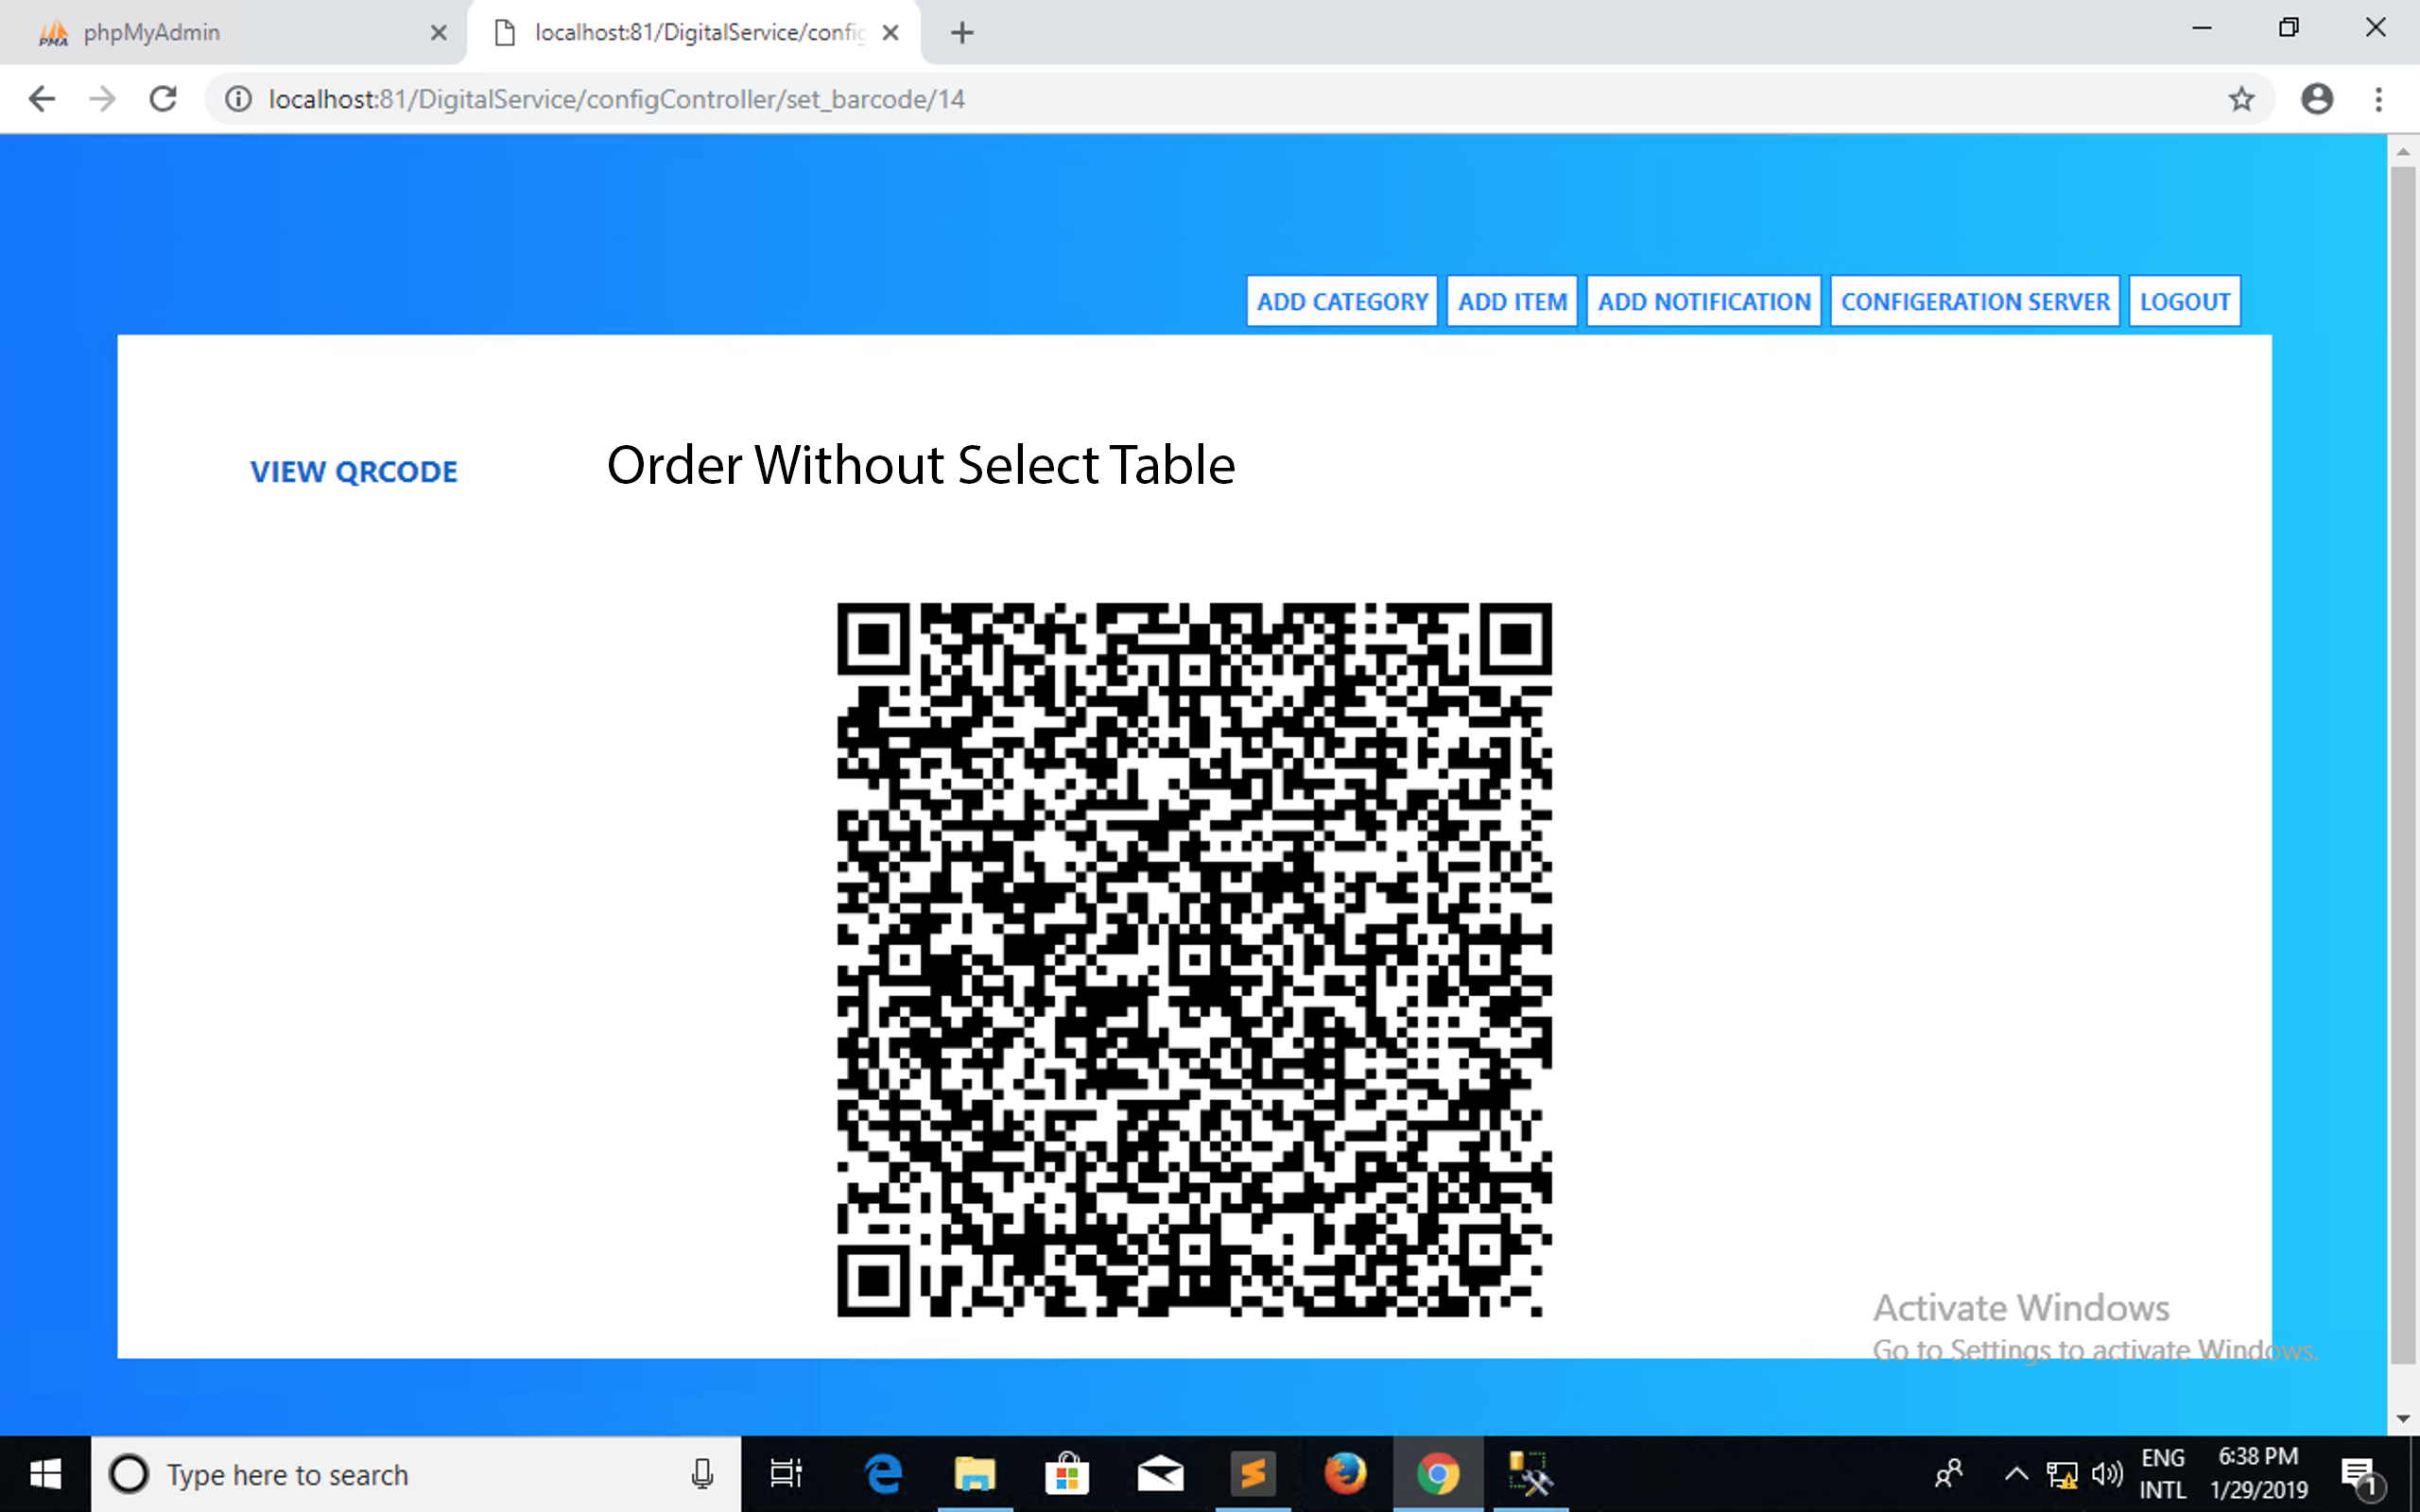 phpMyAdmin
localhost:81/DigitalService/config
localhost:81/DigitalService/configController/set_barcode/14
ADD CATEGORY
ADD ITEM
ADD NOTIFICATION
CONFIGERATION SERVER
LOGOUT
VIEW QRCODE
Order Without Select Table
Activate Windows
Go to Settings to activate Windows.
Type here to search
ENG
INTL
6:38 PM
1/29/2019
1